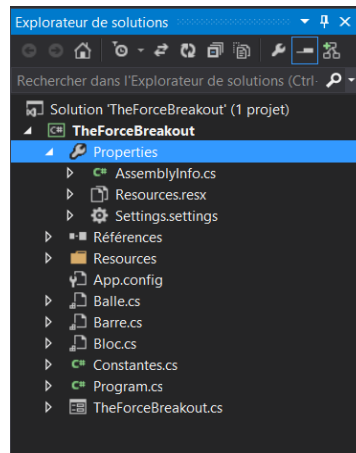 Explorateur de solutions
Rechercher dans l'Explorateur de solutions (Ctrl-
Solution 'TheForceBreakout' (1 projet)
C# TheForceBreakout
Properties
C# AssemblyInfo.cs
Resources.resx
Settings.settings
Références
Resources
App.config
Balle.cs
Barre.cs
Bloc.cs
C# Constantes.cs
C# Program.cs
TheForceBreakout.cs